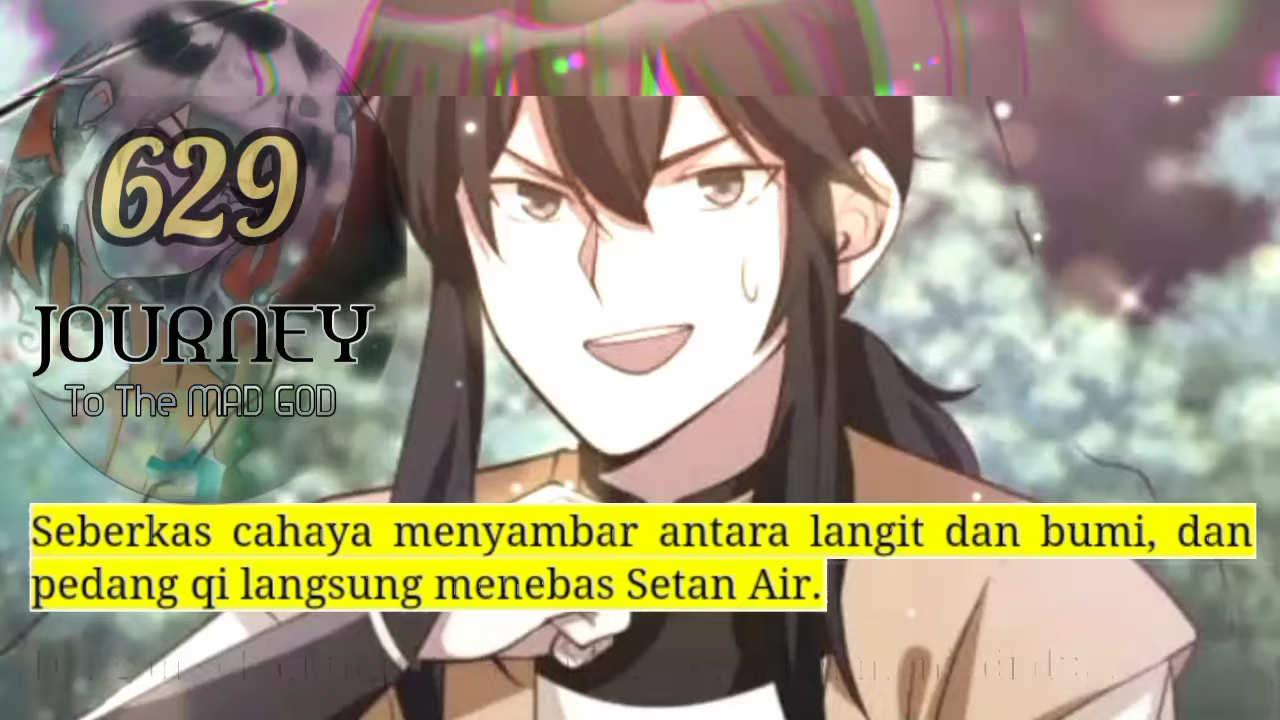 629
JOURNEY
To The MAD GOD
Seberkas cahaya menyambar antara langit dan bumi, dan
pedang qi langsung menebas Setan Air.